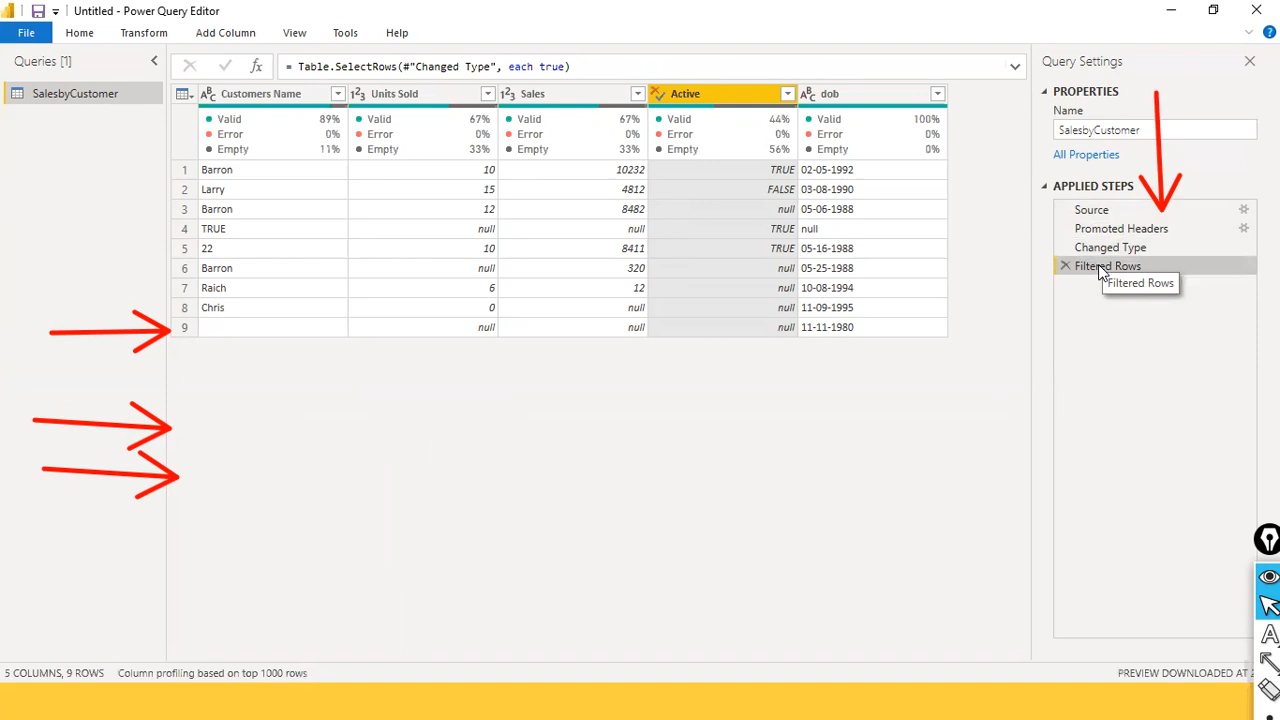 Untitled - Power Query Editor
File Home Transform Add Column View Tools Help
Queries [1]
SalesbyCustomer
fx = Table.SelectRows(#"Changed Type", each true)
ABC Customers Name 123 Units Sold 123 Sales Active ABC dob
Valid 89% Valid 67% Valid 67% Valid 44% Valid 100%
Error 0% Error 0% Error 0% Error 0% Error 0%
Empty 11% Empty 33% Empty 33% Empty 56% Empty 0%
1 Barron 10 10232 TRUE 02-05-1992
2 Larry 15 4812 FALSE 03-08-1990
3 Barron 12 8482 null 05-06-1988
4 TRUE null null TRUE null
5 22 10 8411 TRUE 05-16-1988
6 Barron null 320 null 05-25-1988
7 Raich 6 12 null 10-08-1994
8 Chris 0 null null 11-09-1995
9 null null null 11-11-1980
Query Settings
PROPERTIES
Name
SalesbyCustomer
All Properties
APPLIED STEPS
Source
Promoted Headers
Changed Type
Filtered Rows
Filtered Rows
A
5 COLUMNS, 9 ROWS Column profiling based on top 1000 rows
PREVIEW DOWNLOADED AT